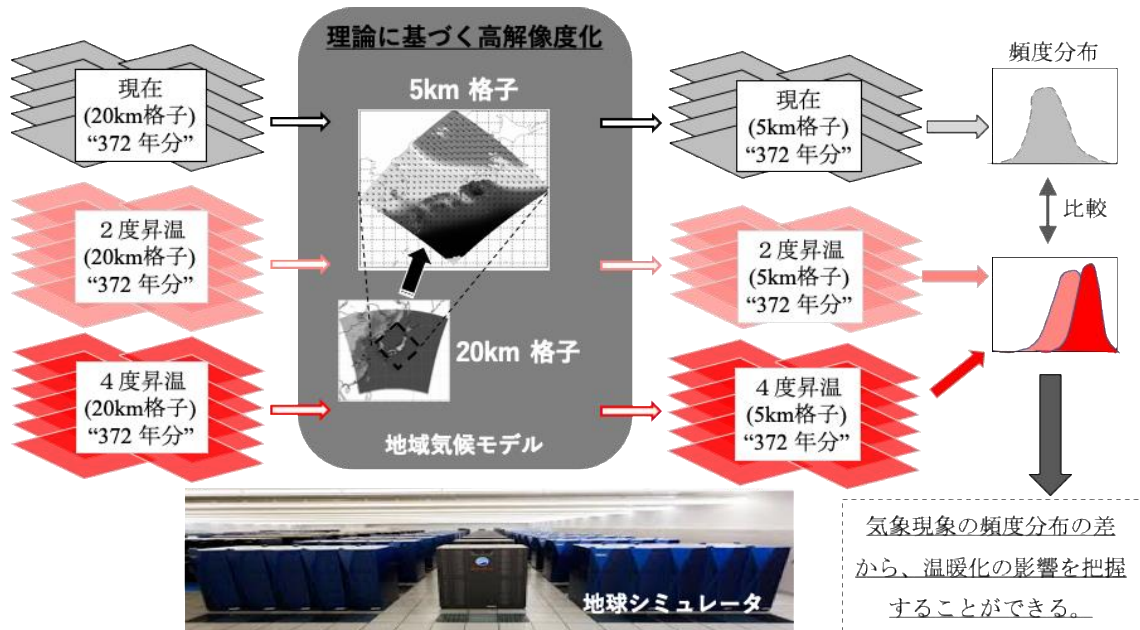 理論に基づく高解像度化
5km 格子
20km 格子
地域気候モデル
現在
(20km格子)
“372 年分”
２度昇温
(20km格子)
“372 年分”
４度昇温
(20km格子)
“372 年分”
現在
(5km格子)
“372 年分”
２度昇温
(5km格子)
“372 年分”
４度昇温
(5km格子)
“372 年分”
頻度分布
比較
地球シミュレータ
気象現象の頻度分布の差
から、温暖化の影響を把握
することができる。